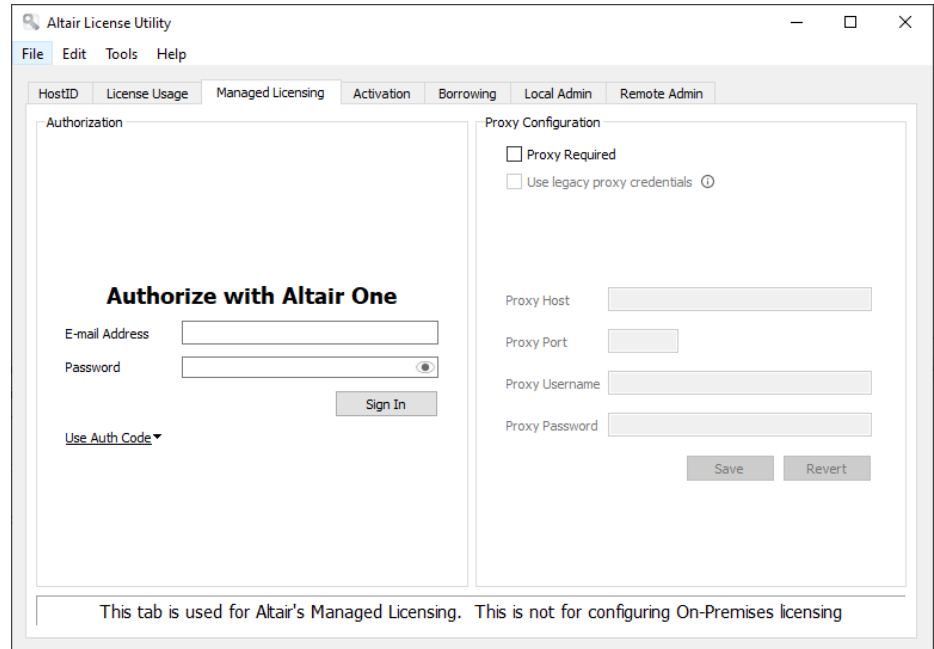 Altair License Utility
File Edit Tools Help
HostID License Usage Managed Licensing Activation Borrowing Local Admin Remote Admin
Authorization
Authorize with Altair One
E-mail Address
Password
Sign In
Use Auth Code
Proxy Configuration
Proxy Required
Use legacy proxy credentials
Proxy Host
Proxy Port
Proxy Username
Proxy Password
Save Revert
This tab is used for Altair's Managed Licensing. This is not for configuring On-Premises licensing